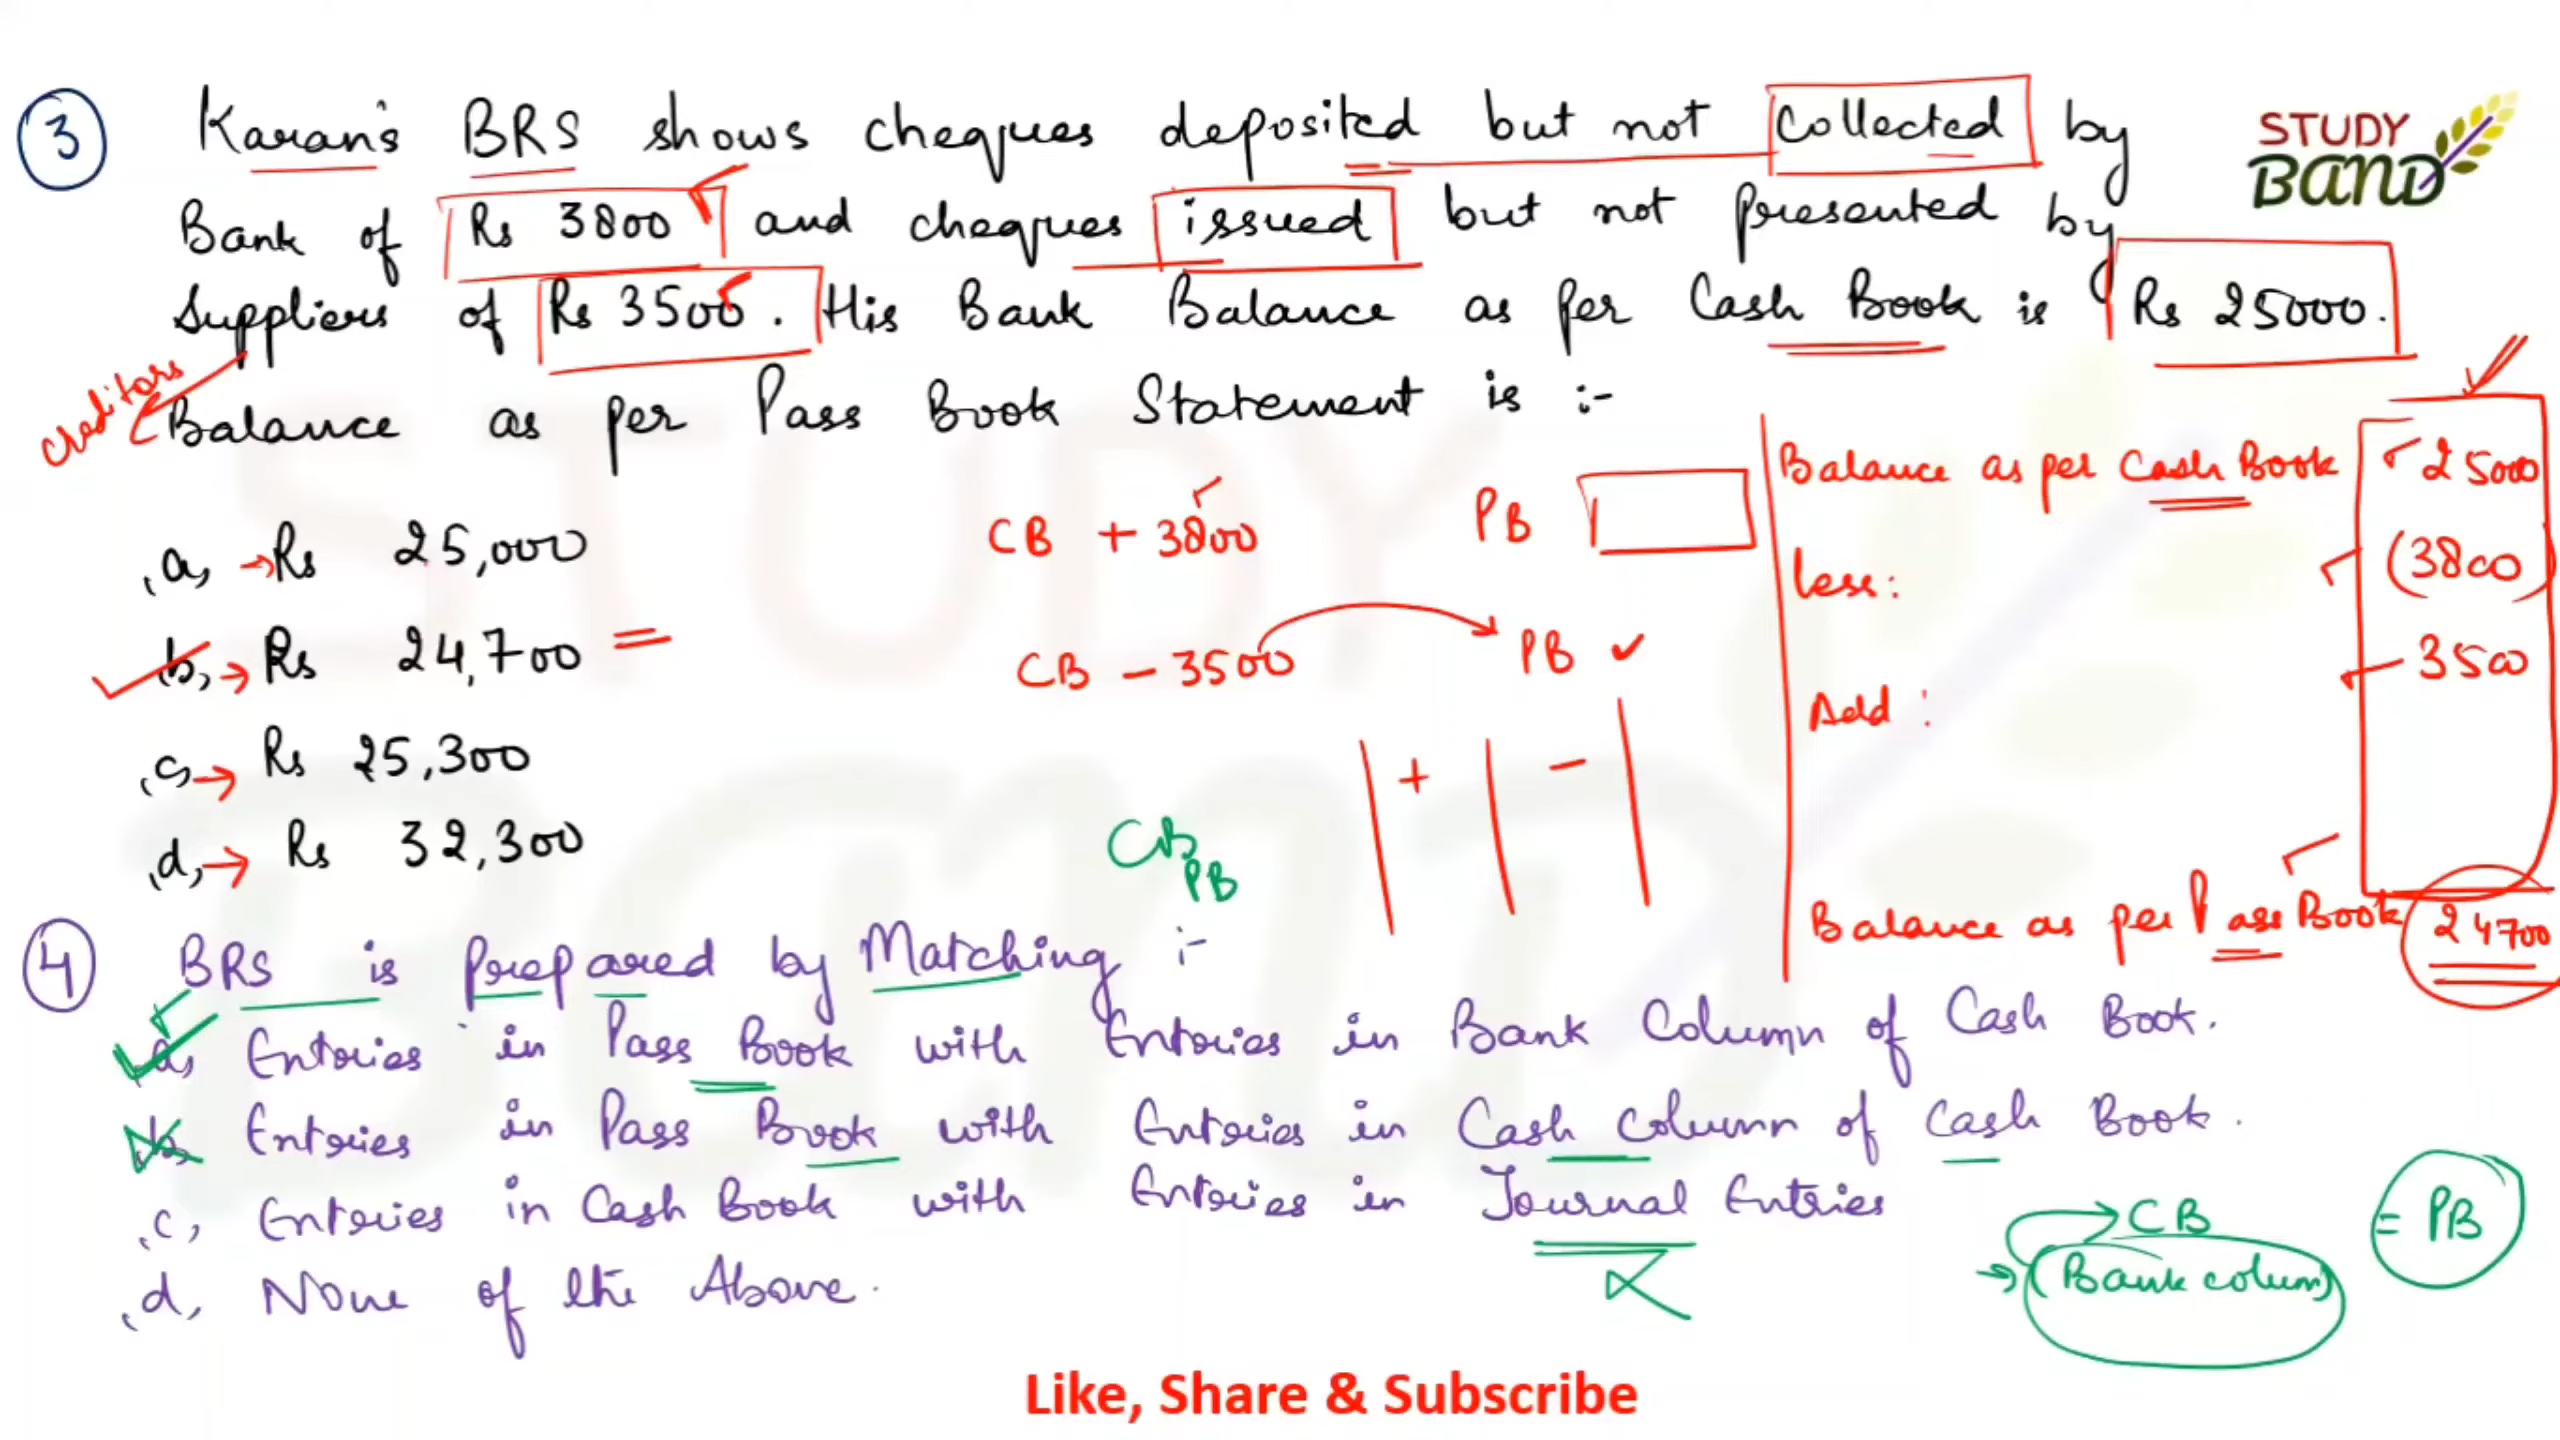 3 Karan's BRS shows cheques deposited but not collected by
STUDY BAND
Bank of Rs 3800 and cheques issued but not presented by
Suppliers of Rs 3500. His Bank Balance as per Cash Book is Rs 25000.
creditors
Balance as per Pass Book Statement is :-
a, → Rs 25,000
b, → Rs 24,700
c → Rs 25,300
d, → Rs 32,300
CB + 3800 PB
CB - 3500 PB
+ -
CB
PB
Balance as per Cash Book 25000
Less: (3800)
3500
Add :
Balance as per Pass Book 24700
4 BRS is prepared by Matching :-
a, Entries in Pass Book with Entries in Bank Column of Cash Book.
b, Entries in Pass Book with Entries in Cash Column of Cash Book.
c, Entries in Cash Book with Entries in Journal Entries
d, None of the Above.
CB = PB
→ (Bank column)
Like, Share & Subscribe
STUDY
BAND